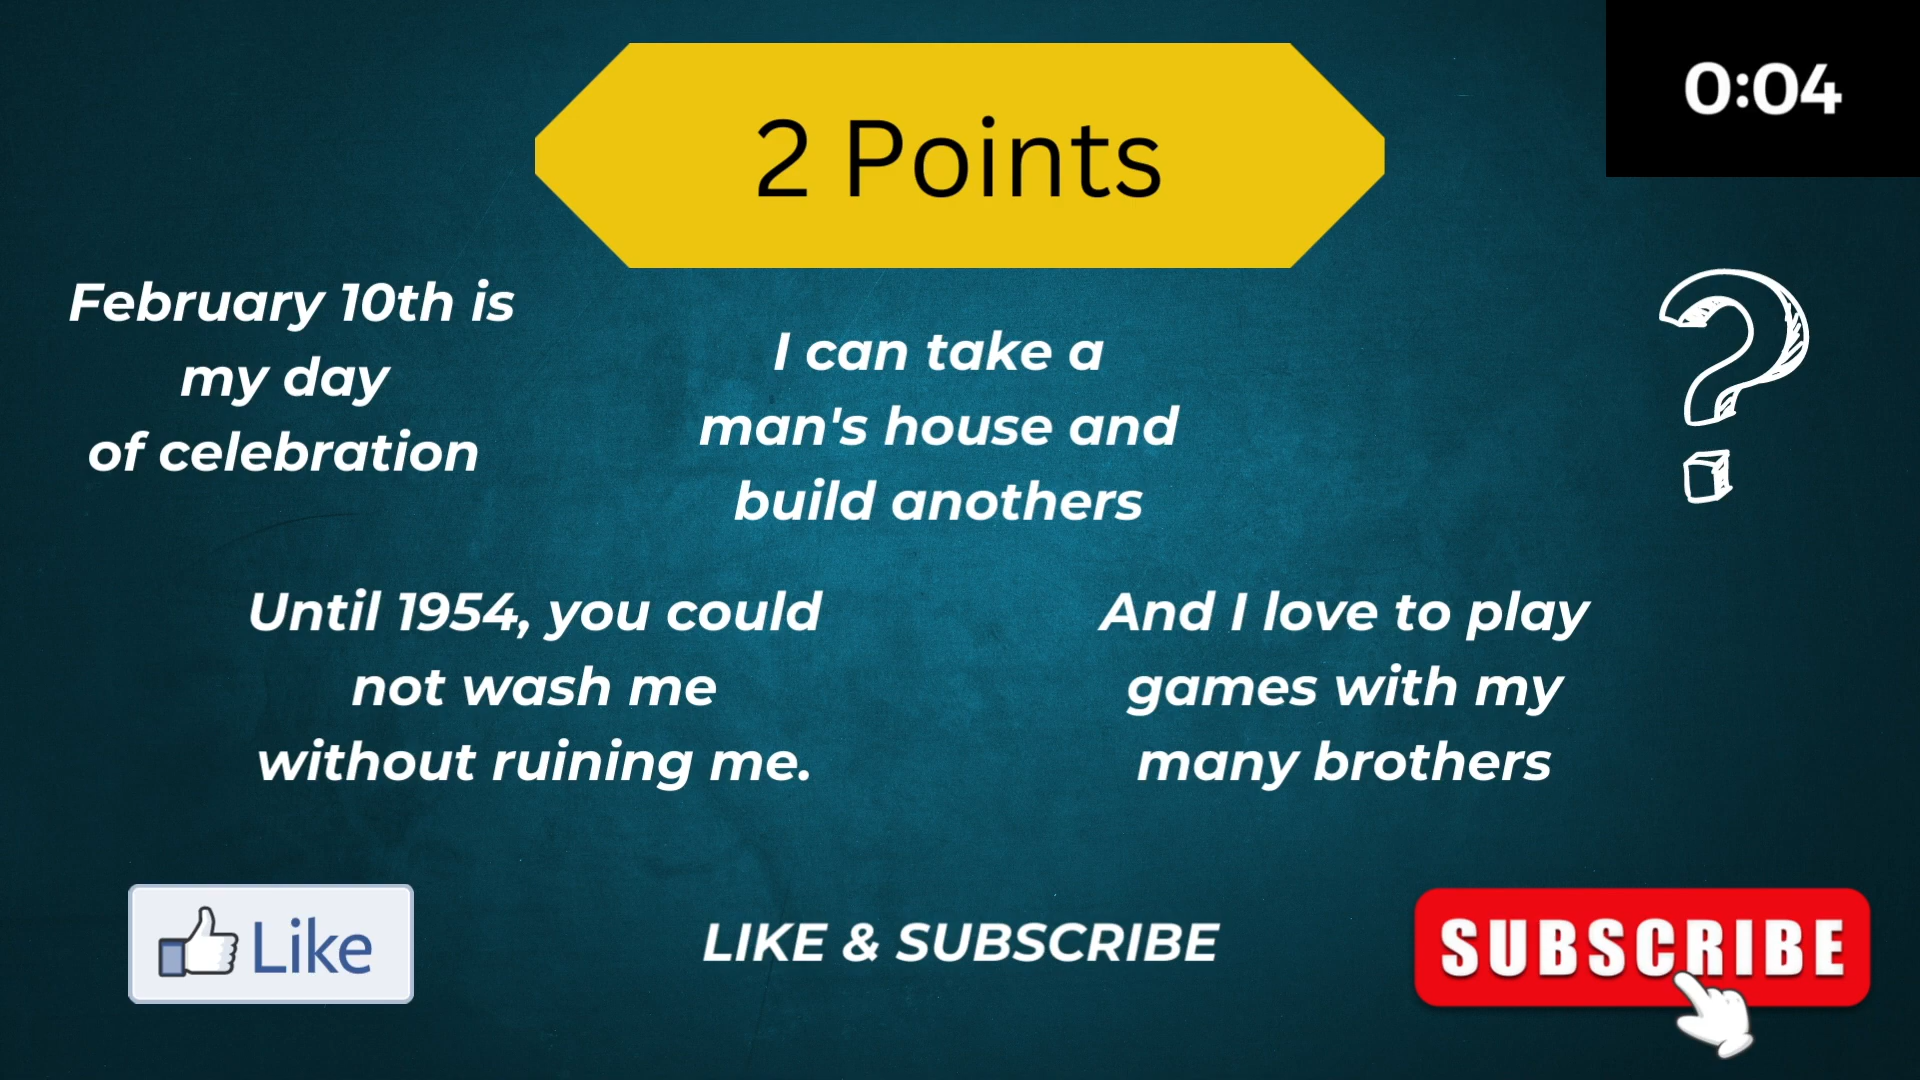 2 Points
0:04
February 10th is
my day
of celebration
I can take a
man's house and
build anothers
Until 1954, you could
not wash me
without ruining me.
And I love to play
games with my
many brothers
Like
LIKE & SUBSCRIBE
SUBSCRIBE